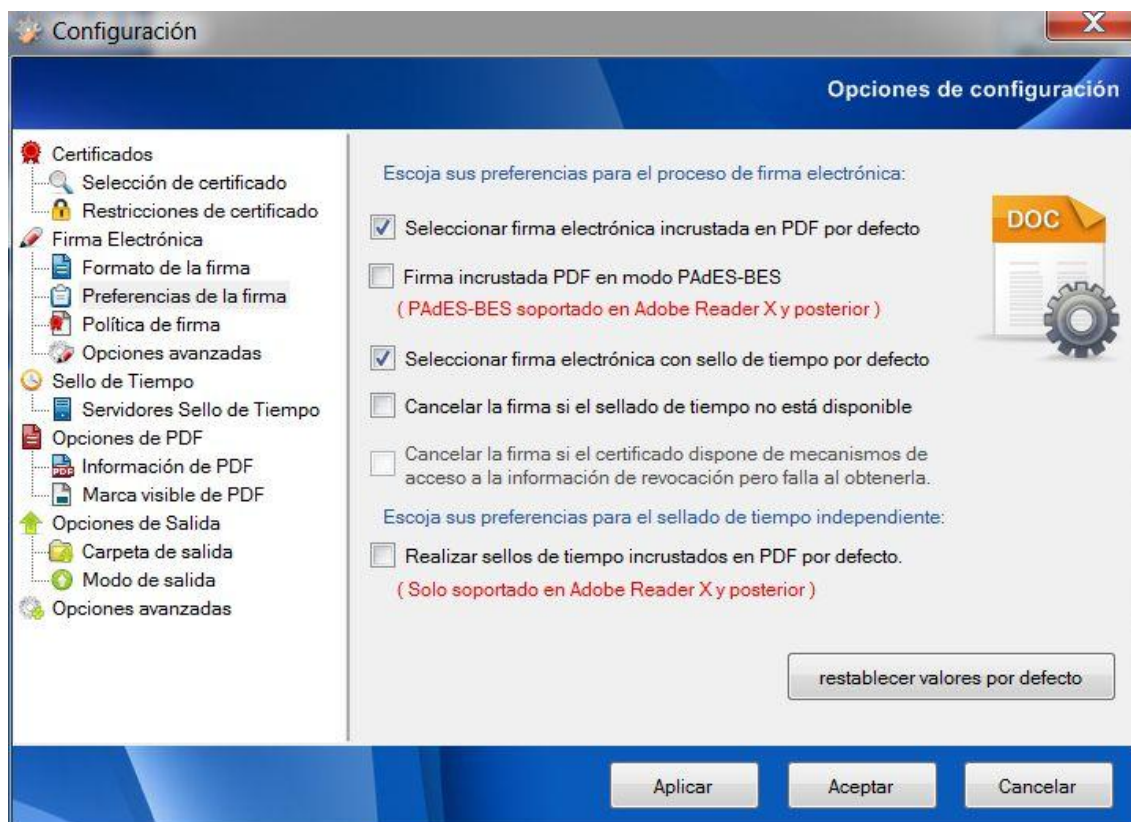 Configuración
X
Opciones de configuración
Certificados
Selección de certificado
Restricciones de certificado
Firma Electrónica
Formato de la firma
Preferencias de la firma
Política de firma
Opciones avanzadas
Sello de Tiempo
Servidores Sello de Tiempo
Opciones de PDF
PDF
Información de PDF
Marca visible de PDF
Opciones de Salida
Carpeta de salida
Modo de salida
Opciones avanzadas
Escoja sus preferencias para el proceso de firma electrónica:
DOC
Seleccionar firma electrónica incrustada en PDF por defecto
Firma incrustada PDF en modo PAdES-BES
( PAdES-BES soportado en Adobe Reader X y posterior )
Seleccionar firma electrónica con sello de tiempo por defecto
Cancelar la firma si el sellado de tiempo no está disponible
Cancelar la firma si el certificado dispone de mecanismos de
acceso a la información de revocación pero falla al obtenerla.
Escoja sus preferencias para el sellado de tiempo independiente:
Realizar sellos de tiempo incrustados en PDF por defecto.
( Solo soportado en Adobe Reader X y posterior )
restablecer valores por defecto
Aplicar
Aceptar
Cancelar